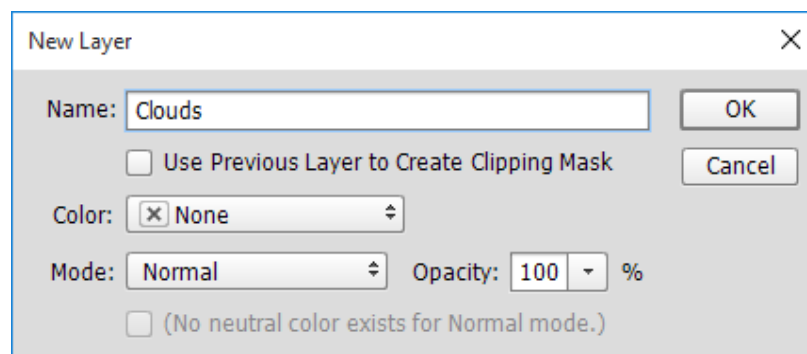 New Layer
Name: Clouds OK
Use Previous Layer to Create Clipping Mask Cancel
Color: None
Mode: Normal Opacity: 100 %
(No neutral color exists for Normal mode.)